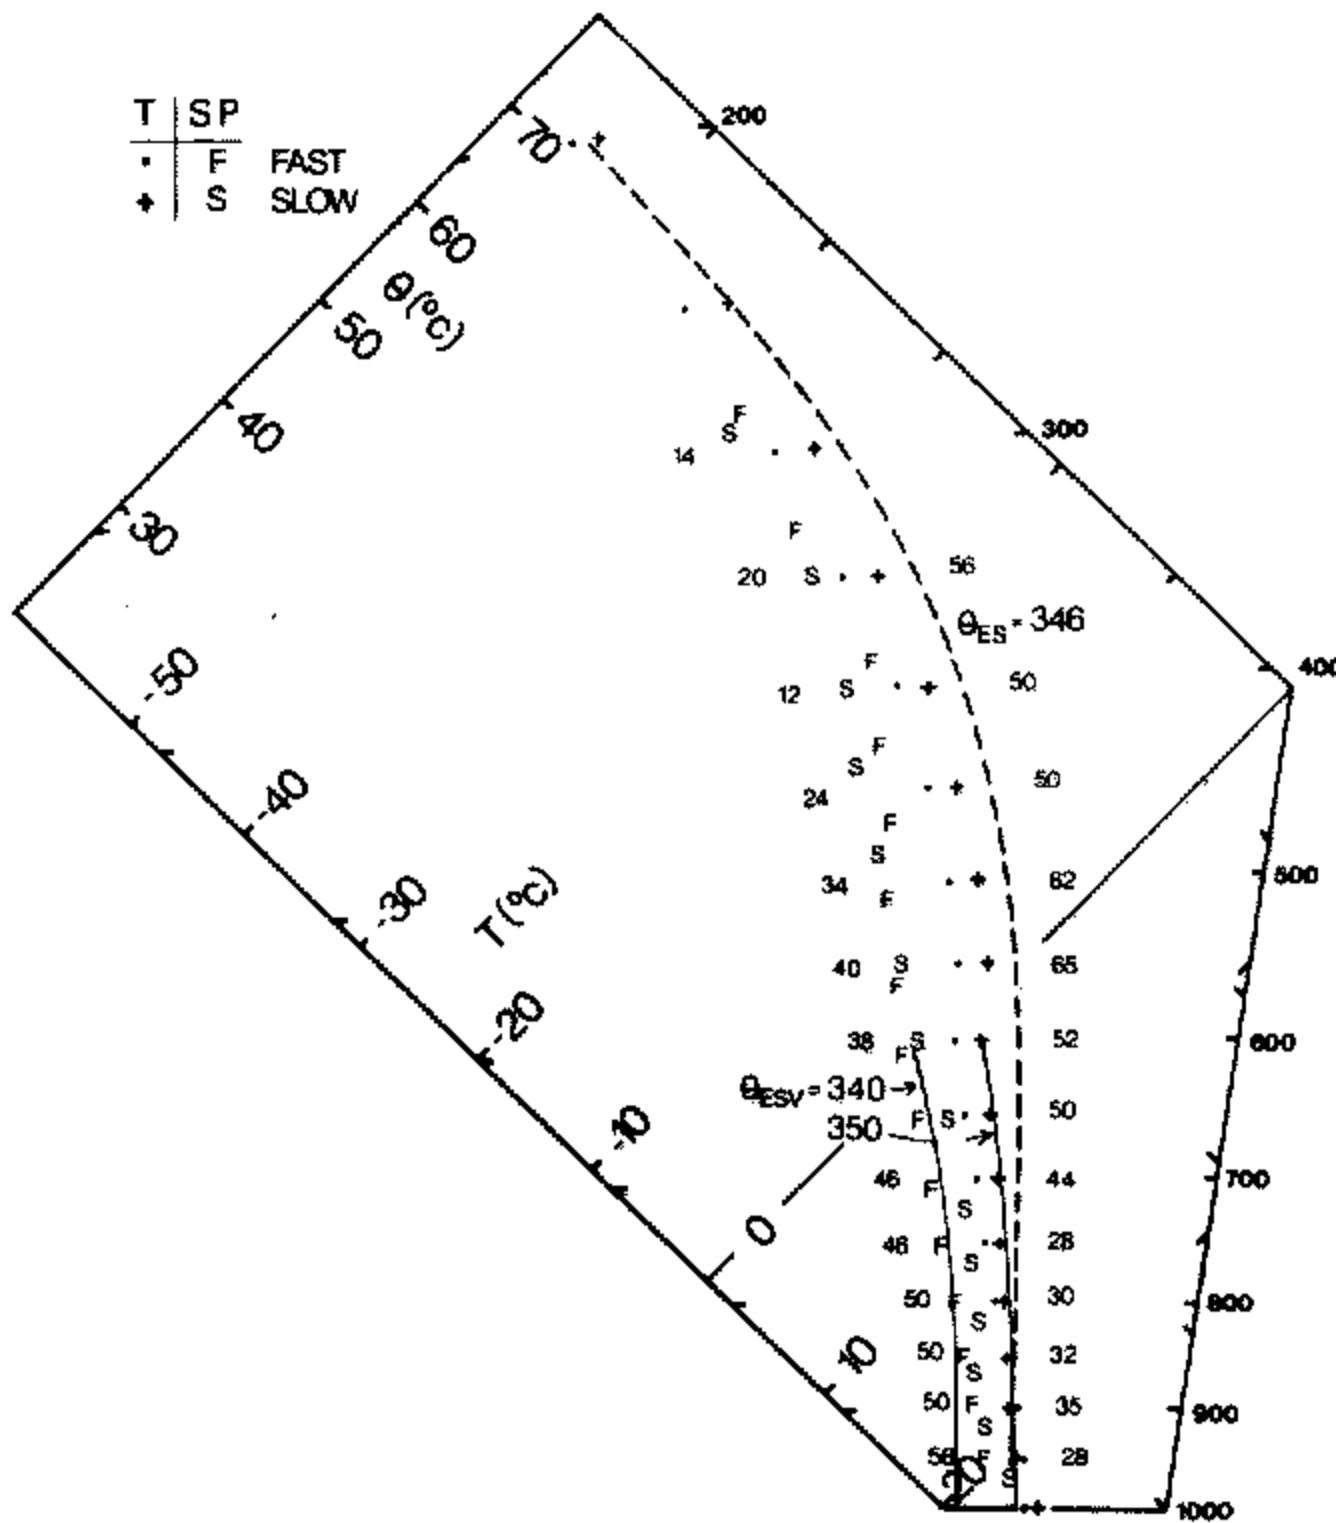 T | S P
· F FAST
+ S SLOW
200
70
60
θ(°C)
50
40
30
300
F
S
14
F
20 S
56
θES = 346
F
12 S
50
400
-50
F
S
24
50
-40
F
S
34
F
62
500
T(°C)
-30
40 S
F
65
-20
38 S
F
52
600
θESV = 340→
F S
50
350
-10
46 F
S
44
700
0
46 F
S
28
50 F
S
30
800
10
50 F
S
32
50 F
S
35
900
56 F
28
20
S
1000